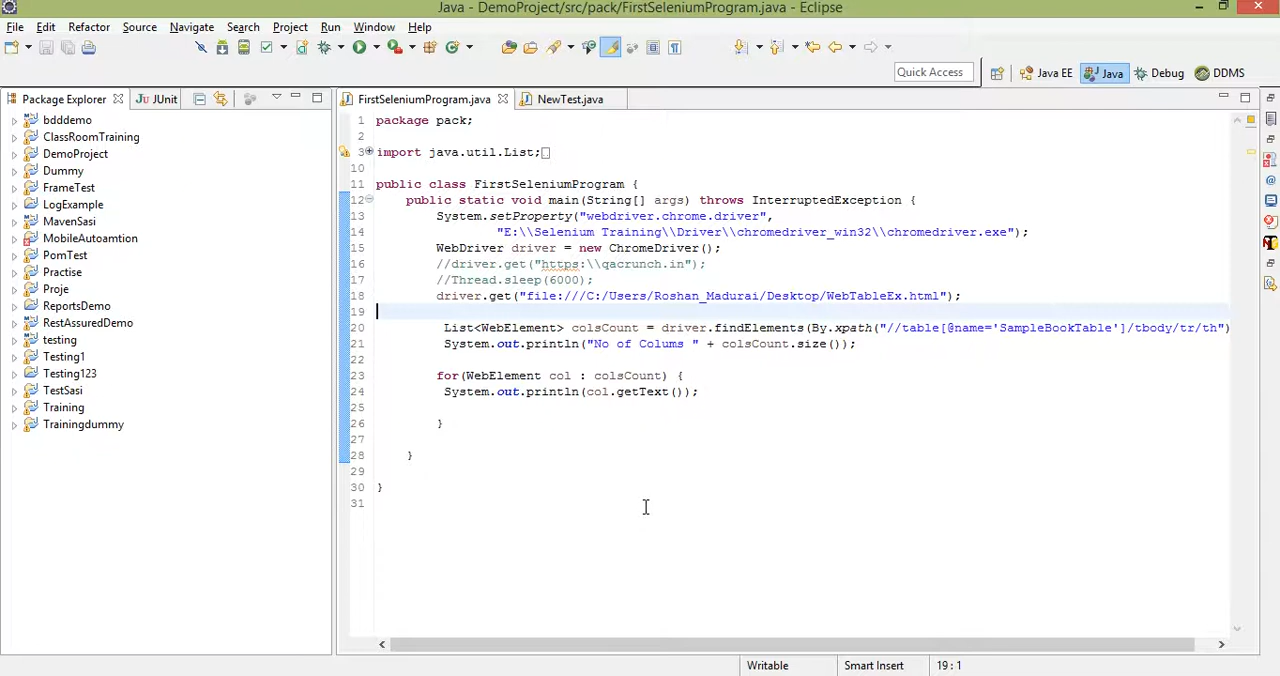 Java - DemoProject/src/pack/FirstSeleniumProgram.java - Eclipse
File Edit Refactor Source Navigate Search Project Run Window Help
Quick Access Java EE Java Debug DDMS
Package Explorer JUnit
FirstSeleniumProgram.java NewTest.java
bdddemo
ClassRoomTraining
DemoProject
Dummy
FrameTest
LogExample
MavenSasi
MobileAutoamtion
PomTest
Practise
Proje
ReportsDemo
RestAssuredDemo
testing
Testing1
Testing123
TestSasi
Training
Trainingdummy
1 package pack;
2
3 import java.util.List;
10
11 public class FirstSeleniumProgram {
12 public static void main(String[] args) throws InterruptedException {
13 System.setProperty("webdriver.chrome.driver",
14 "E:\\Selenium Training\\Driver\\chromedriver_win32\\chromedriver.exe");
15 WebDriver driver = new ChromeDriver();
16 //driver.get("https:\\qacrunch.in");
17 //Thread.sleep(6000);
18 driver.get("file:///C:/Users/Roshan_Madurai/Desktop/WebTableEx.html");
19
20 List<WebElement> colsCount = driver.findElements(By.xpath("//table[@name='SampleBookTable']/tbody/tr/th")
21 System.out.println("No of Colums " + colsCount.size());
22
23 for(WebElement col : colsCount) {
24 System.out.println(col.getText());
25
26 }
27
28 }
29
30 }
31
Writable Smart Insert 19 : 1